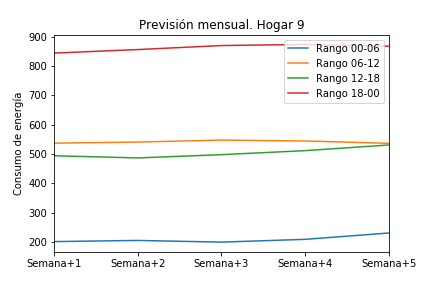 Previsión mensual. Hogar 9
Consumo de energía
900
800
700
600
500
400
300
200
Rango 00-06
Rango 06-12
Rango 12-18
Rango 18-00
Semana+1 Semana+2 Semana+3 Semana+4 Semana+5